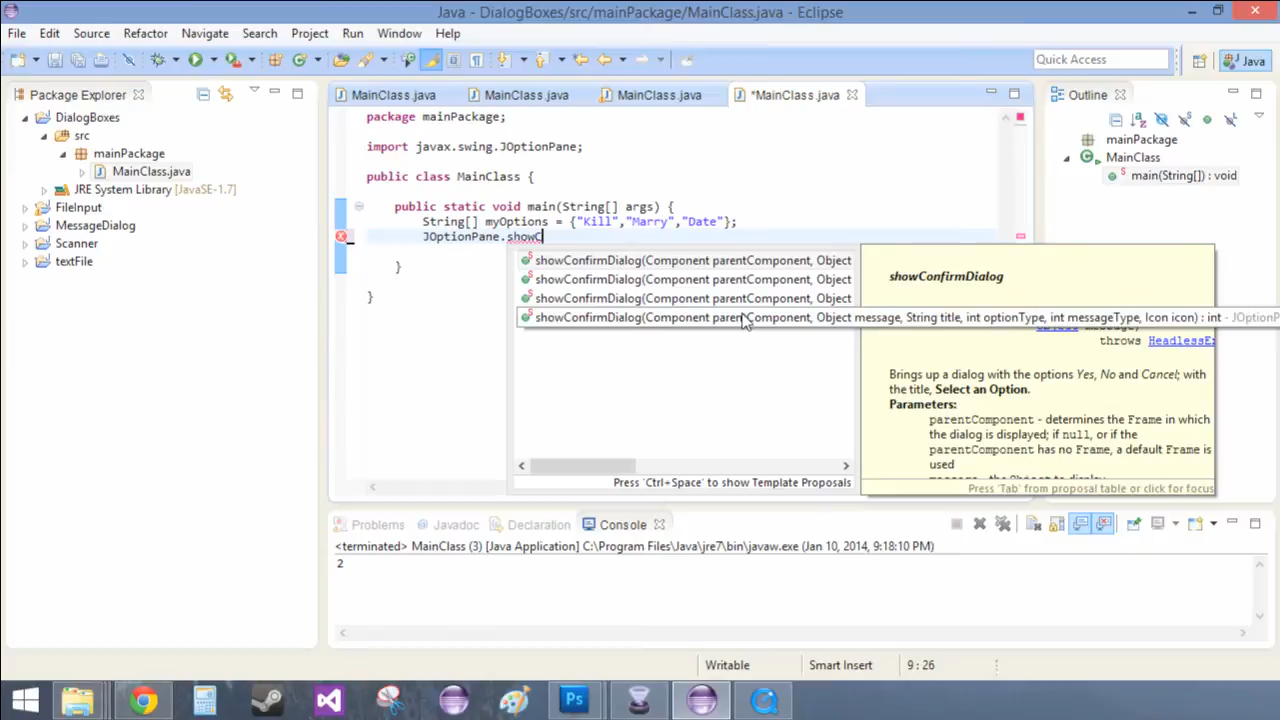 Java - DialogBoxes/src/mainPackage/MainClass.java - Eclipse
File Edit Source Refactor Navigate Search Project Run Window Help
Quick Access
Java
Package Explorer
MainClass.java
MainClass.java
MainClass.java
*MainClass.java
Outline
DialogBoxes
src
mainPackage
MainClass.java
JRE System Library [JavaSE-1.7]
FileInput
MessageDialog
Scanner
textFile
package mainPackage;
import javax.swing.JOptionPane;
public class MainClass {
public static void main(String[] args) {
String[] myOptions = {"Kill","Marry","Date"};
JOptionPane.showC
}
}
showConfirmDialog(Component parentComponent, Object
showConfirmDialog(Component parentComponent, Object
showConfirmDialog(Component parentComponent, Object
showConfirmDialog(Component parentComponent, Object message, String title, int optionType, int messageType, Icon icon) : int - JOptionP
Press 'Ctrl+Space' to show Template Proposals
showConfirmDialog
throws HeadlessEx
Brings up a dialog with the options Yes, No and Cancel; with
the title, Select an Option.
Parameters:
parentComponent - determines the Frame in which
the dialog is displayed; if null, or if the
parentComponent has no Frame, a default Frame is
used
Press 'Tab' from proposal table or click for focus
mainPackage
MainClass
main(String[]) : void
Problems
Javadoc
Declaration
Console
<terminated> MainClass (3) [Java Application] C:\Program Files\Java\jre7\bin\javaw.exe (Jan 10, 2014, 9:18:10 PM)
2
Writable
Smart Insert
9 : 26
Ps